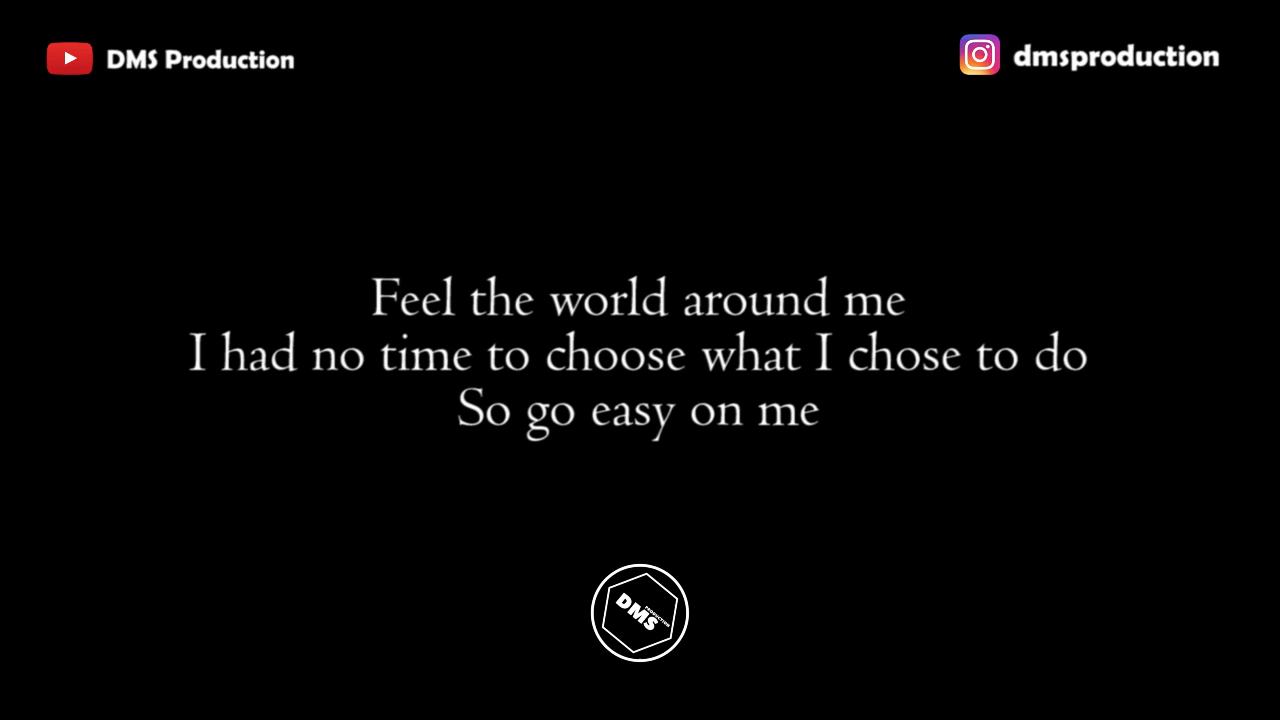 DMS Production
dmsproduction
Feel the world around me
I had no time to choose what I chose to do
So go easy on me
DMS
PRODUCTION